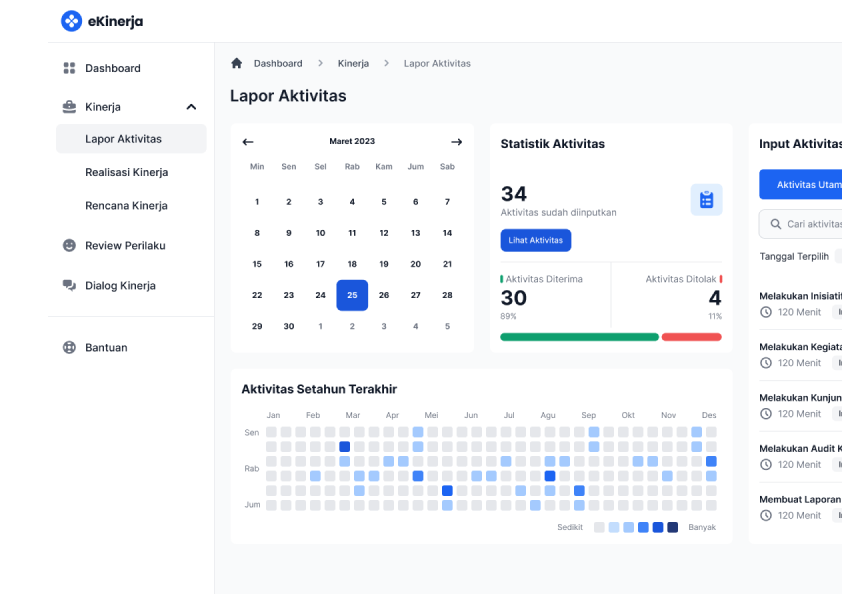 eKinerja
Dashboard
Kinerja
Lapor Aktivitas
Realisasi Kinerja
Rencana Kinerja
Review Perilaku
Dialog Kinerja
Bantuan
Dashboard > Kinerja > Lapor Aktivitas
Lapor Aktivitas
Maret 2023
Min Sen Sel Rab Kam Jum Sab
1 2 3 4 5 6 7
8 9 10 11 12 13 14
15 16 17 18 19 20 21
22 23 24 25 26 27 28
29 30 1 2 3 4 5
Statistik Aktivitas
34
Aktivitas sudah diinputkan
Lihat Aktivitas
Aktivitas Diterima
30
89%
Aktivitas Ditolak
4
11%
Input Aktivitas
Aktivitas Utam
Cari aktivitas
Tanggal Terpilih
Melakukan Inisiatif
120 Menit
Melakukan Kegiata
120 Menit
Melakukan Kunjun
120 Menit
Melakukan Audit K
120 Menit
Membuat Laporan
120 Menit
Aktivitas Setahun Terakhir
Jan Feb Mar Apr Mei Jun Jul Agu Sep Okt Nov Des
Sen
Rab
Jum
Sedikit Banyak